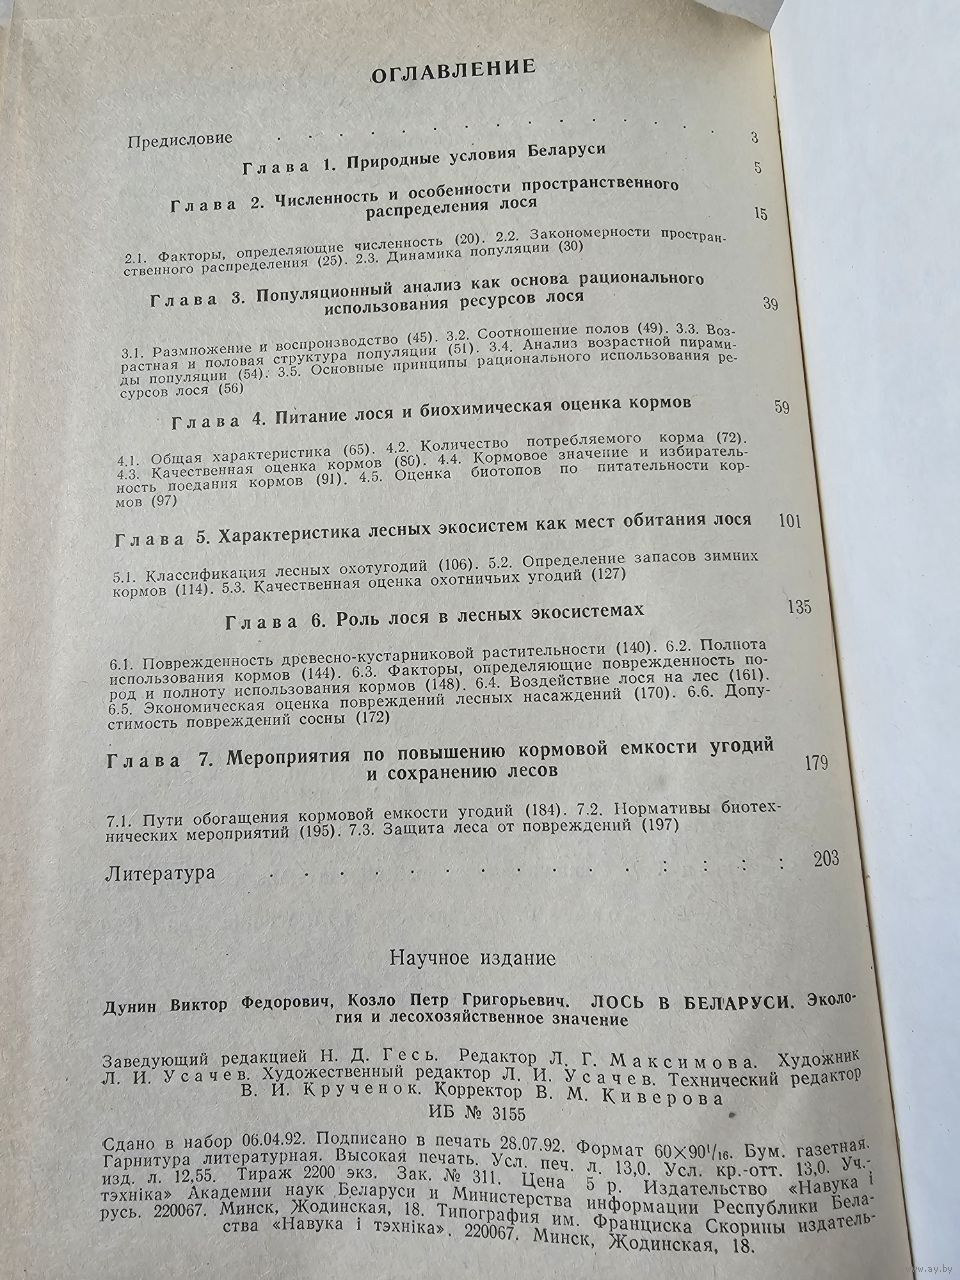 ОГЛАВЛЕНИЕ
Предисловие . . . . . . . . . . . . . . 3
Глава 1. Природные условия Беларуси 5
Глава 2. Численность и особенности пространственного
распределения лося 15
2.1. Факторы, определяющие численность (20). 2.2. Закономерности простран-
ственного распределения (25). 2.3. Динамика популяции (30)
Глава 3. Популяционный анализ как основа рационального
использования ресурсов лося 39
3.1. Размножение и воспроизводство (45). 3.2. Соотношение полов (49). 3.3. Воз-
растная и половая структура популяции (51). 3.4. Анализ возрастной пирами-
ды популяции (54). 3.5. Основные принципы рационального использования ре-
сурсов лося (56)
Глава 4. Питание лося и биохимическая оценка кормов 59
4.1. Общая характеристика (65). 4.2. Количество потребляемого корма (72).
4.3. Качественная оценка кормов (80). 4.4. Кормовое значение и избиратель-
ность поедания кормов (91). 4.5. Оценка биотопов по питательности кор-
мов (97)
Глава 5. Характеристика лесных экосистем как мест обитания лося 101
5.1. Классификация лесных охотугодий (106). 5.2. Определение запасов зимних
кормов (114). 5.3. Качественная оценка охотничьих угодий (127)
Глава 6. Роль лося в лесных экосистемах 135
6.1. Поврежденность древесно-кустарниковой растительности (140). 6.2. Полнота
использования кормов (144). 6.3. Факторы, определяющие поврежденность по-
род и полноту использования кормов (148). 6.4. Воздействие лося на лес (161).
6.5. Экономическая оценка повреждений лесных насаждений (170). 6.6. Допу-
стимость повреждений сосны (172)
Глава 7. Мероприятия по повышению кормовой емкости угодий
и сохранению лесов 179
7.1. Пути обогащения кормовой емкости угодий (184). 7.2. Нормативы биотех-
нических мероприятий (195). 7.3. Защита леса от повреждений (197)
Литература . . . . . . . . . . . . : : : : 203
Научное издание
Дунин Виктор Федорович, Козло Петр Григорьевич. ЛОСЬ В БЕЛАРУСИ. Эколо-
гия и лесохозяйственное значение
Заведующий редакцией Н. Д. Гесь. Редактор Л. Г. Максимова. Художник
Л. И. Усачев. Художественный редактор Л. И. Усачев. Технический редактор
В. И. Крученок. Корректор В. М. Киверова
ИБ № 3155
Сдано в набор 06.04.92. Подписано в печать 28.07.92. Формат 60×90¹/₁₆. Бум. газетная.
Гарнитура литературная. Высокая печать. Усл. печ. л. 13,0. Усл. кр.-отт. 13,0. Уч.-
изд. л. 12,55. Тираж 2200 экз. Зак. № 311. Цена 5 р. Издательство «Навука і
тэхніка» Академии наук Беларуси и Министерства информации Республики Бела-
русь. 220067. Минск, Жодинская, 18. Типография им. Франциска Скорины издатель-
ства «Навука і тэхніка». 220067. Минск, Жодинская, 18.
www.ay.by